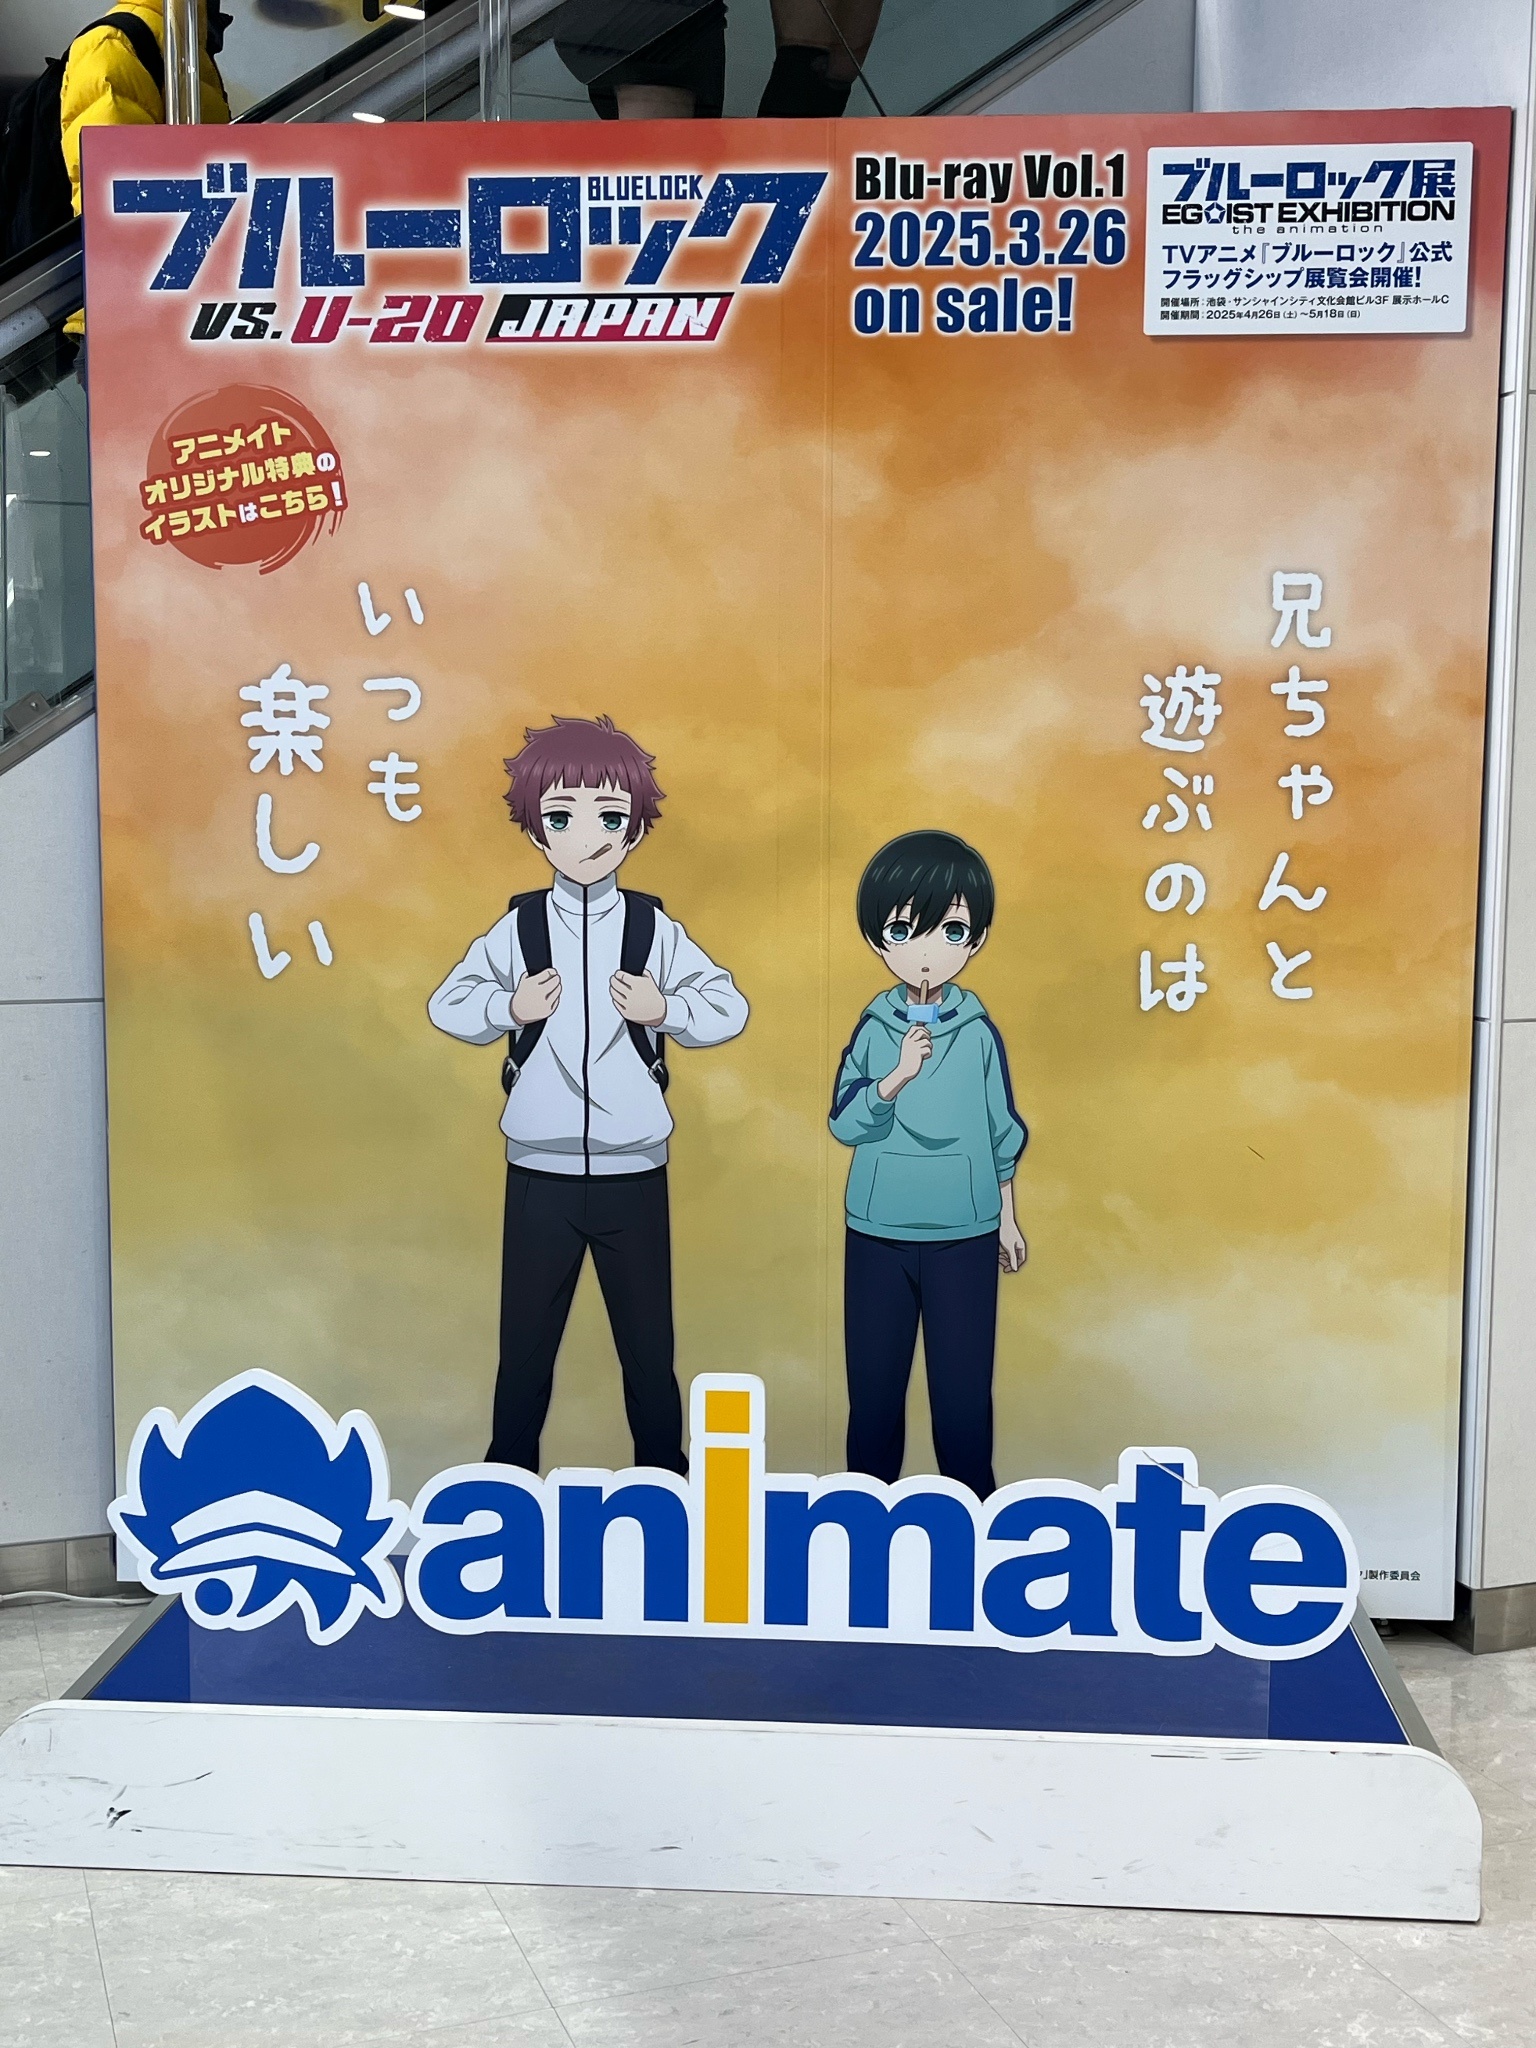 ブルーロック
BLUELOCK
VS. U-20 JAPAN
Blu-ray Vol.1
2025.3.26
on sale!
ブルーロック展
EGOIST EXHIBITION
the animation
TVアニメ『ブルーロック』公式
フラッグシップ展覧会開催!
開催場所:池袋・サンシャインシティ文化会館ビル3F 展示ホールC
開催期間:2025年4月26日(土)〜5月18日(日)
アニメイト
オリジナル特典の
イラストはこちら!
兄ちゃんと
遊ぶのは
いつも
楽しい
animate
」製作委員会